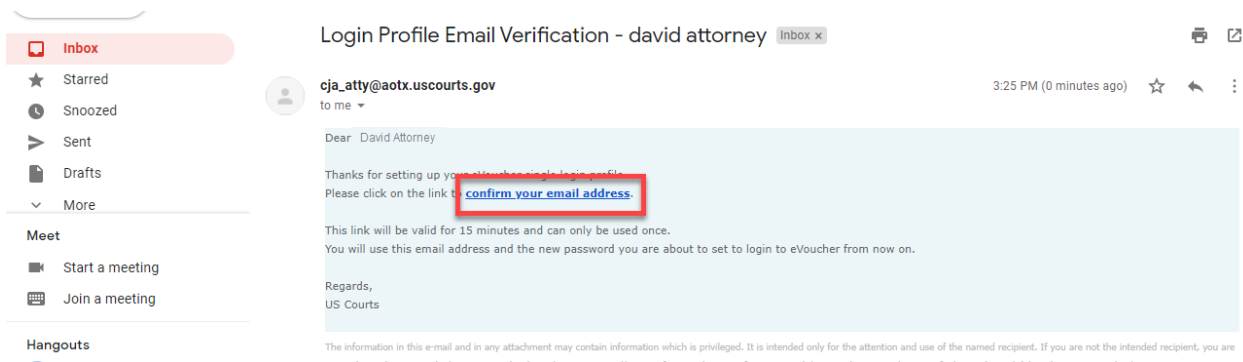 Login Profile Email Verification - david attorney Inbox x
Inbox
Starred
Snoozed
Sent
Drafts
More
Meet
Start a meeting
Join a meeting
Hangouts
cja_atty@aotx.uscourts.gov
3:25 PM (0 minutes ago)
to me
Dear David Attorney
Thanks for setting up your eVoucher single login profile.
Please click on the link to confirm your email address.
This link will be valid for 15 minutes and can only be used once.
You will use this email address and the new password you are about to set to login to eVoucher from now on.
Regards,
US Courts
The information in this e-mail and in any attachment may contain information which is privileged. It is intended only for the attention and use of the named recipient. If you are not the intended recipient, you are